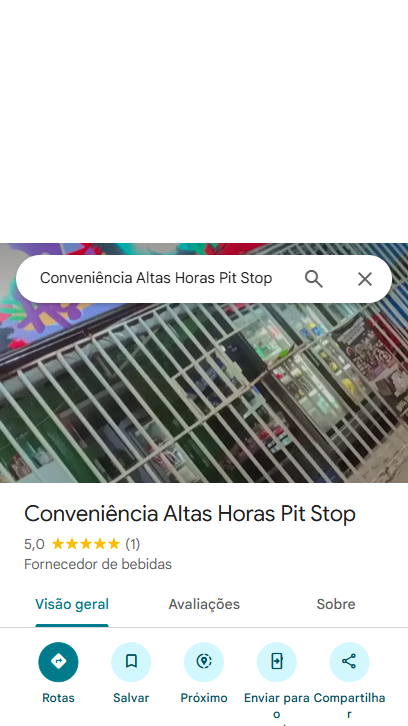 Conveniência Altas Horas Pit Stop
Conveniência Altas Horas Pit Stop
5,0 (1)
Fornecedor de bebidas
Visão geral Avaliações Sobre
Rotas Salvar Próximo Enviar para o Compartilhar